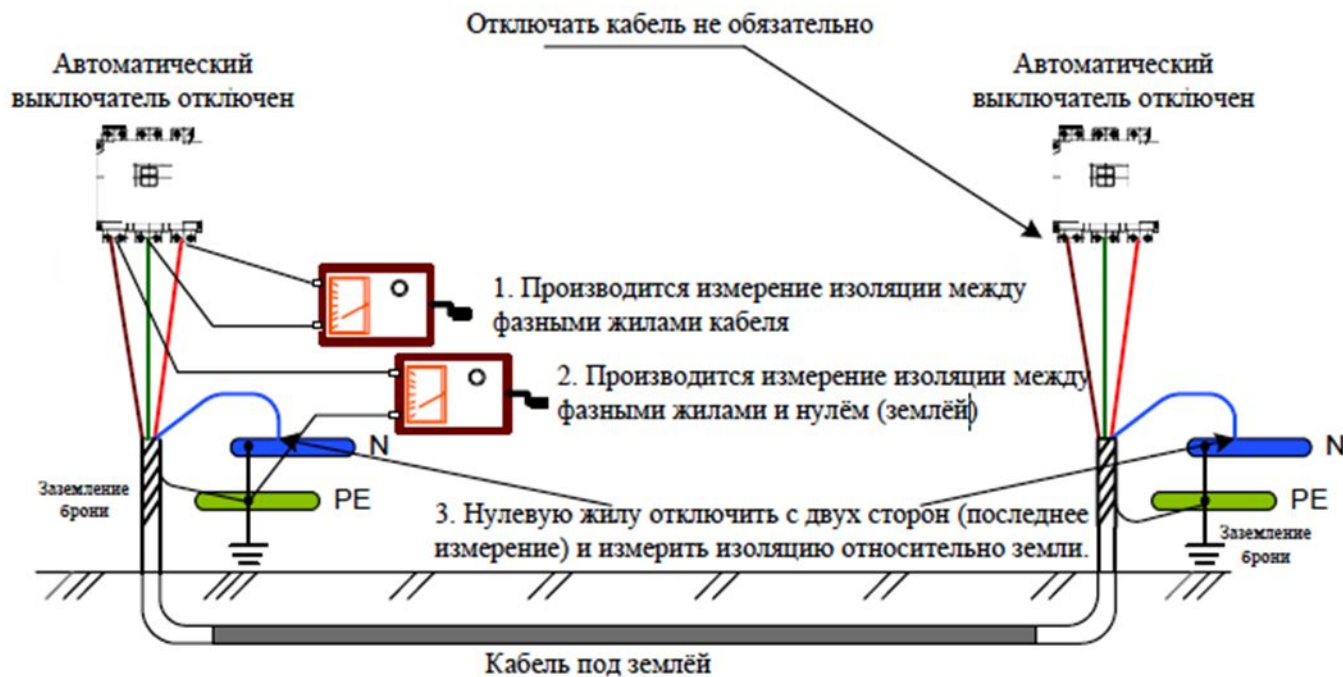 Отключать кабель не обязательно
Автоматический
выключатель отключен
Автоматический
выключатель отключен
1. Производится измерение изоляции между
фазными жилами кабеля
2. Производится измерение изоляции между
фазными жилами и нулём (землёй)
N
PE
Заземление
брони
3. Нулевую жилу отключить с двух сторон (последнее
измерение) и измерить изоляцию относительно земли.
N
PE
Заземление
брони
Кабель под землёй